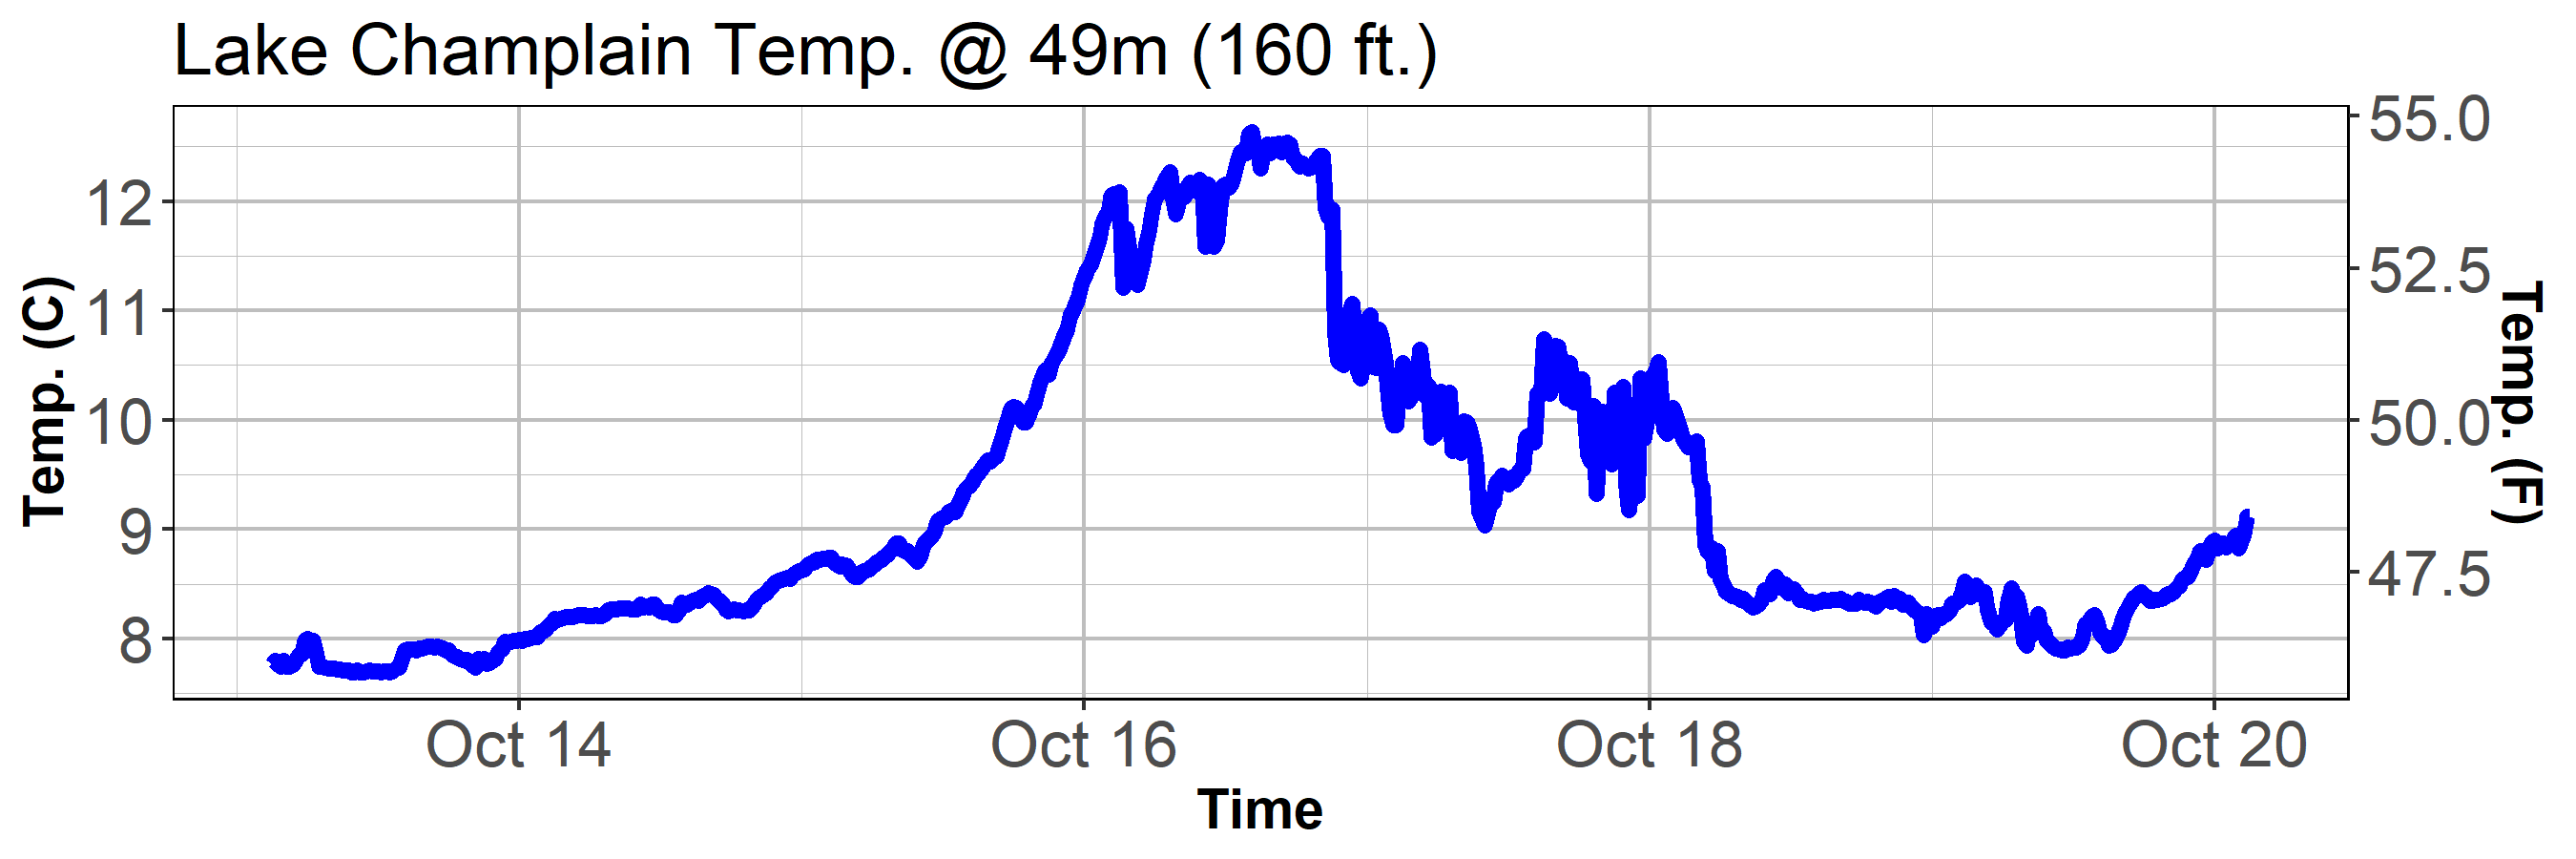 Lake Champlain Temp. @ 49m (160 ft.)
Temp. (C)
12
11
10
9
8
55.0
52.5
50.0
47.5
Temp. (F)
Oct 14 Oct 16 Oct 18 Oct 20
Time